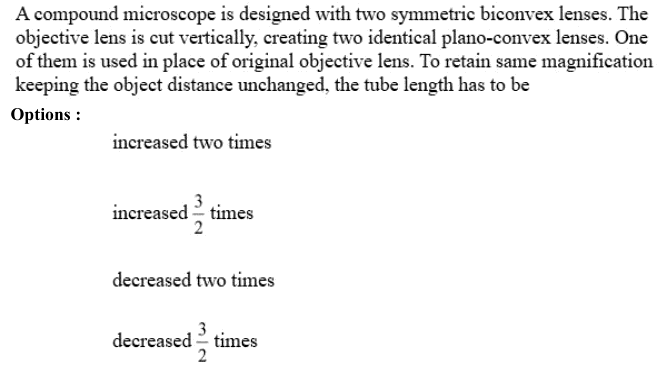 A compound microscope is designed with two symmetric biconvex lenses. The
objective lens is cut vertically, creating two identical plano-convex lenses. One
of them is used in place of original objective lens. To retain same magnification
keeping the object distance unchanged, the tube length has to be
Options :
increased two times
increased 3/2 times
decreased two times
decreased 3/2 times